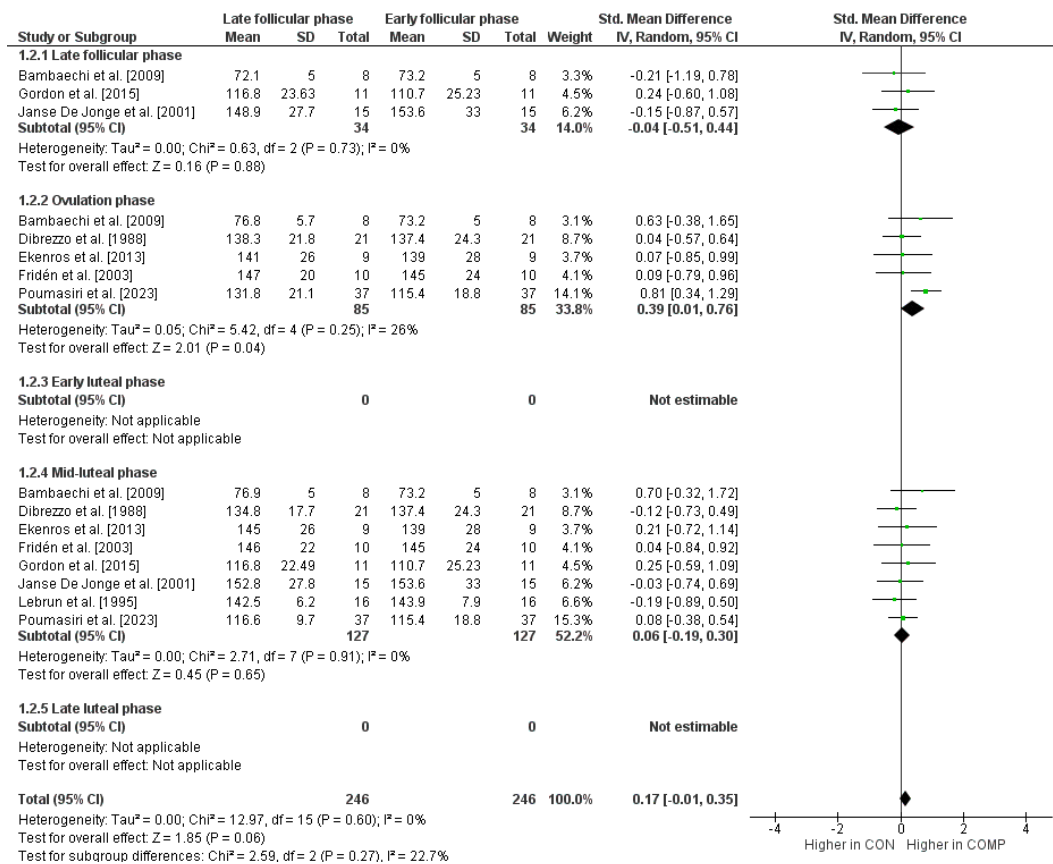 Late follicular phase Early follicular phase Std. Mean Difference Std. Mean Difference
Study or Subgroup Mean SD Total Mean SD Total Weight IV, Random, 95% CI IV, Random, 95% CI
1.2.1 Late follicular phase
Bambaechi et al. [2009] 72.1 5 8 73.2 5 8 3.3% -0.21 [-1.19, 0.78]
Gordon et al. [2015] 116.8 23.63 11 110.7 25.23 11 4.5% 0.24 [-0.60, 1.08]
Janse De Jonge et al. [2001] 148.9 27.7 15 153.6 33 15 6.2% -0.15 [-0.87, 0.57]
Subtotal (95% CI) 34 34 14.0% -0.04 [-0.51, 0.44]
Heterogeneity: Tau² = 0.00; Chi² = 0.63, df = 2 (P = 0.73); I² = 0%
Test for overall effect: Z = 0.16 (P = 0.88)
1.2.2 Ovulation phase
Bambaechi et al. [2009] 76.8 5.7 8 73.2 5 8 3.1% 0.63 [-0.38, 1.65]
Dibrezzo et al. [1988] 138.3 21.8 21 137.4 24.3 21 8.7% 0.04 [-0.57, 0.64]
Ekenros et al. [2013] 141 26 9 139 28 9 3.8% 0.07 [-0.85, 0.99]
Fridén et al. [2003] 147 20 10 145 24 10 4.1% 0.09 [-0.79, 0.96]
Poumasiri et al. [2023] 131.8 21.1 37 115.4 18.8 37 14.1% 0.81 [0.34, 1.29]
Subtotal (95% CI) 85 85 33.8% 0.39 [0.01, 0.76]
Heterogeneity: Tau² = 0.05; Chi² = 5.42, df = 4 (P = 0.25); I² = 26%
Test for overall effect: Z = 2.01 (P = 0.04)
1.2.3 Early luteal phase
Subtotal (95% CI) 0 0 Not estimable
Heterogeneity: Not applicable
Test for overall effect: Not applicable
1.2.4 Mid-luteal phase
Bambaechi et al. [2009] 76.9 5 8 73.2 5 8 3.1% 0.70 [-0.32, 1.72]
Dibrezzo et al. [1988] 134.8 17.7 21 137.4 24.3 21 8.7% -0.12 [-0.73, 0.49]
Ekenros et al. [2013] 145 26 9 139 28 9 3.7% 0.21 [-0.72, 1.14]
Fridén et al. [2003] 146 22 10 145 24 10 4.1% 0.04 [-0.84, 0.92]
Gordon et al. [2015] 116.8 22.49 11 110.7 25.23 11 4.5% 0.25 [-0.59, 1.09]
Janse De Jonge et al. [2001] 152.8 27.8 15 153.6 33 15 6.2% -0.03 [-0.74, 0.69]
Lebrun et al. [1995] 142.5 6.2 16 143.9 7.9 16 6.6% -0.19 [-0.89, 0.50]
Poumasiri et al. [2023] 116.6 9.7 37 115.4 18.8 37 15.3% 0.08 [-0.38, 0.54]
Subtotal (95% CI) 127 127 52.2% 0.06 [-0.19, 0.30]
Heterogeneity: Tau² = 0.00; Chi² = 2.71, df = 7 (P = 0.91); I² = 0%
Test for overall effect: Z = 0.45 (P = 0.65)
1.2.5 Late luteal phase
Subtotal (95% CI) 0 0 Not estimable
Heterogeneity: Not applicable
Test for overall effect: Not applicable
Total (95% CI) 246 246 100.0% 0.17 [-0.01, 0.35]
Heterogeneity: Tau² = 0.00; Chi² = 12.97, df = 15 (P = 0.60); I² = 0%
Test for overall effect: Z = 1.85 (P = 0.06)
Test for subgroup differences: Chi² = 2.59, df = 2 (P = 0.27), I² = 22.7%
-4 -2 0 2 4
Higher in CON Higher in COMP